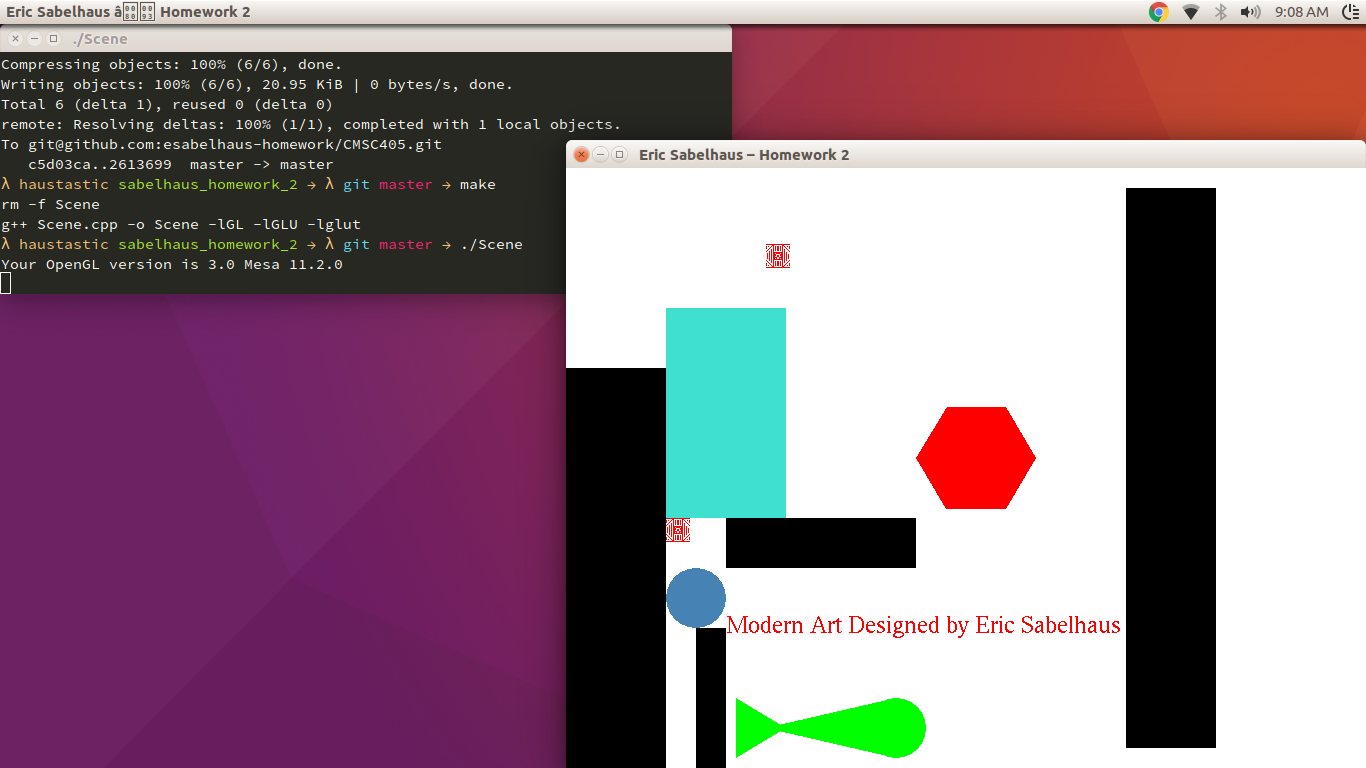 Eric Sabelhaus â Homework 2
9:08 AM
./Scene
Compressing objects: 100% (6/6), done.
Writing objects: 100% (6/6), 20.95 KiB | 0 bytes/s, done.
Total 6 (delta 1), reused 0 (delta 0)
remote: Resolving deltas: 100% (1/1), completed with 1 local objects.
To git@github.com:esabelhaus-homework/CMSC405.git
   c5d03ca..2613699  master -> master
λ haustastic sabelhaus_homework_2 → λ git master → make
rm -f Scene
g++ Scene.cpp -o Scene -lGL -lGLU -lglut
λ haustastic sabelhaus_homework_2 → λ git master → ./Scene
Your OpenGL version is 3.0 Mesa 11.2.0
Eric Sabelhaus – Homework 2
Modern Art Designed by Eric Sabelhaus